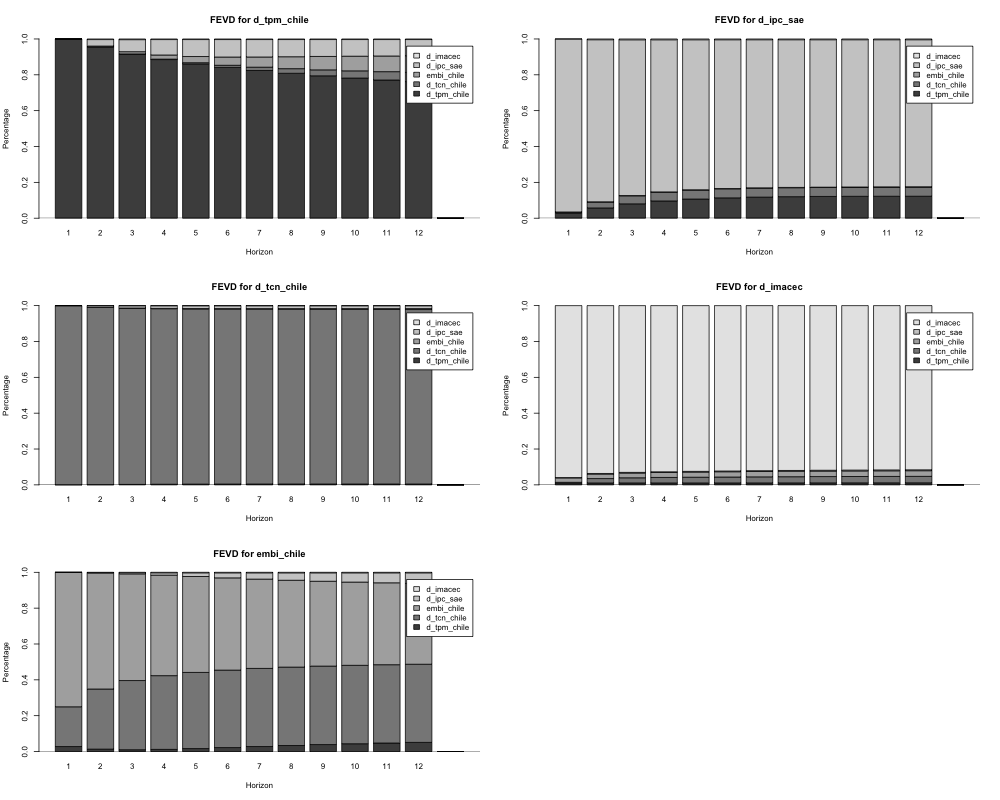 FEVD for d_tpm_chile
Percentage
0.0 0.2 0.4 0.6 0.8 1.0
d_imacec
d_ipc_sae
embi_chile
d_tcn_chile
d_tpm_chile
1 2 3 4 5 6 7 8 9 10 11 12
Horizon
FEVD for d_ipc_sae
Percentage
0.0 0.2 0.4 0.6 0.8 1.0
d_imacec
d_ipc_sae
embi_chile
d_tcn_chile
d_tpm_chile
1 2 3 4 5 6 7 8 9 10 11 12
Horizon
FEVD for d_tcn_chile
Percentage
0.0 0.2 0.4 0.6 0.8 1.0
d_imacec
d_ipc_sae
embi_chile
d_tcn_chile
d_tpm_chile
1 2 3 4 5 6 7 8 9 10 11 12
Horizon
FEVD for d_imacec
Percentage
0.0 0.2 0.4 0.6 0.8 1.0
d_imacec
d_ipc_sae
embi_chile
d_tcn_chile
d_tpm_chile
1 2 3 4 5 6 7 8 9 10 11 12
Horizon
FEVD for embi_chile
Percentage
0.0 0.2 0.4 0.6 0.8 1.0
d_imacec
d_ipc_sae
embi_chile
d_tcn_chile
d_tpm_chile
1 2 3 4 5 6 7 8 9 10 11 12
Horizon